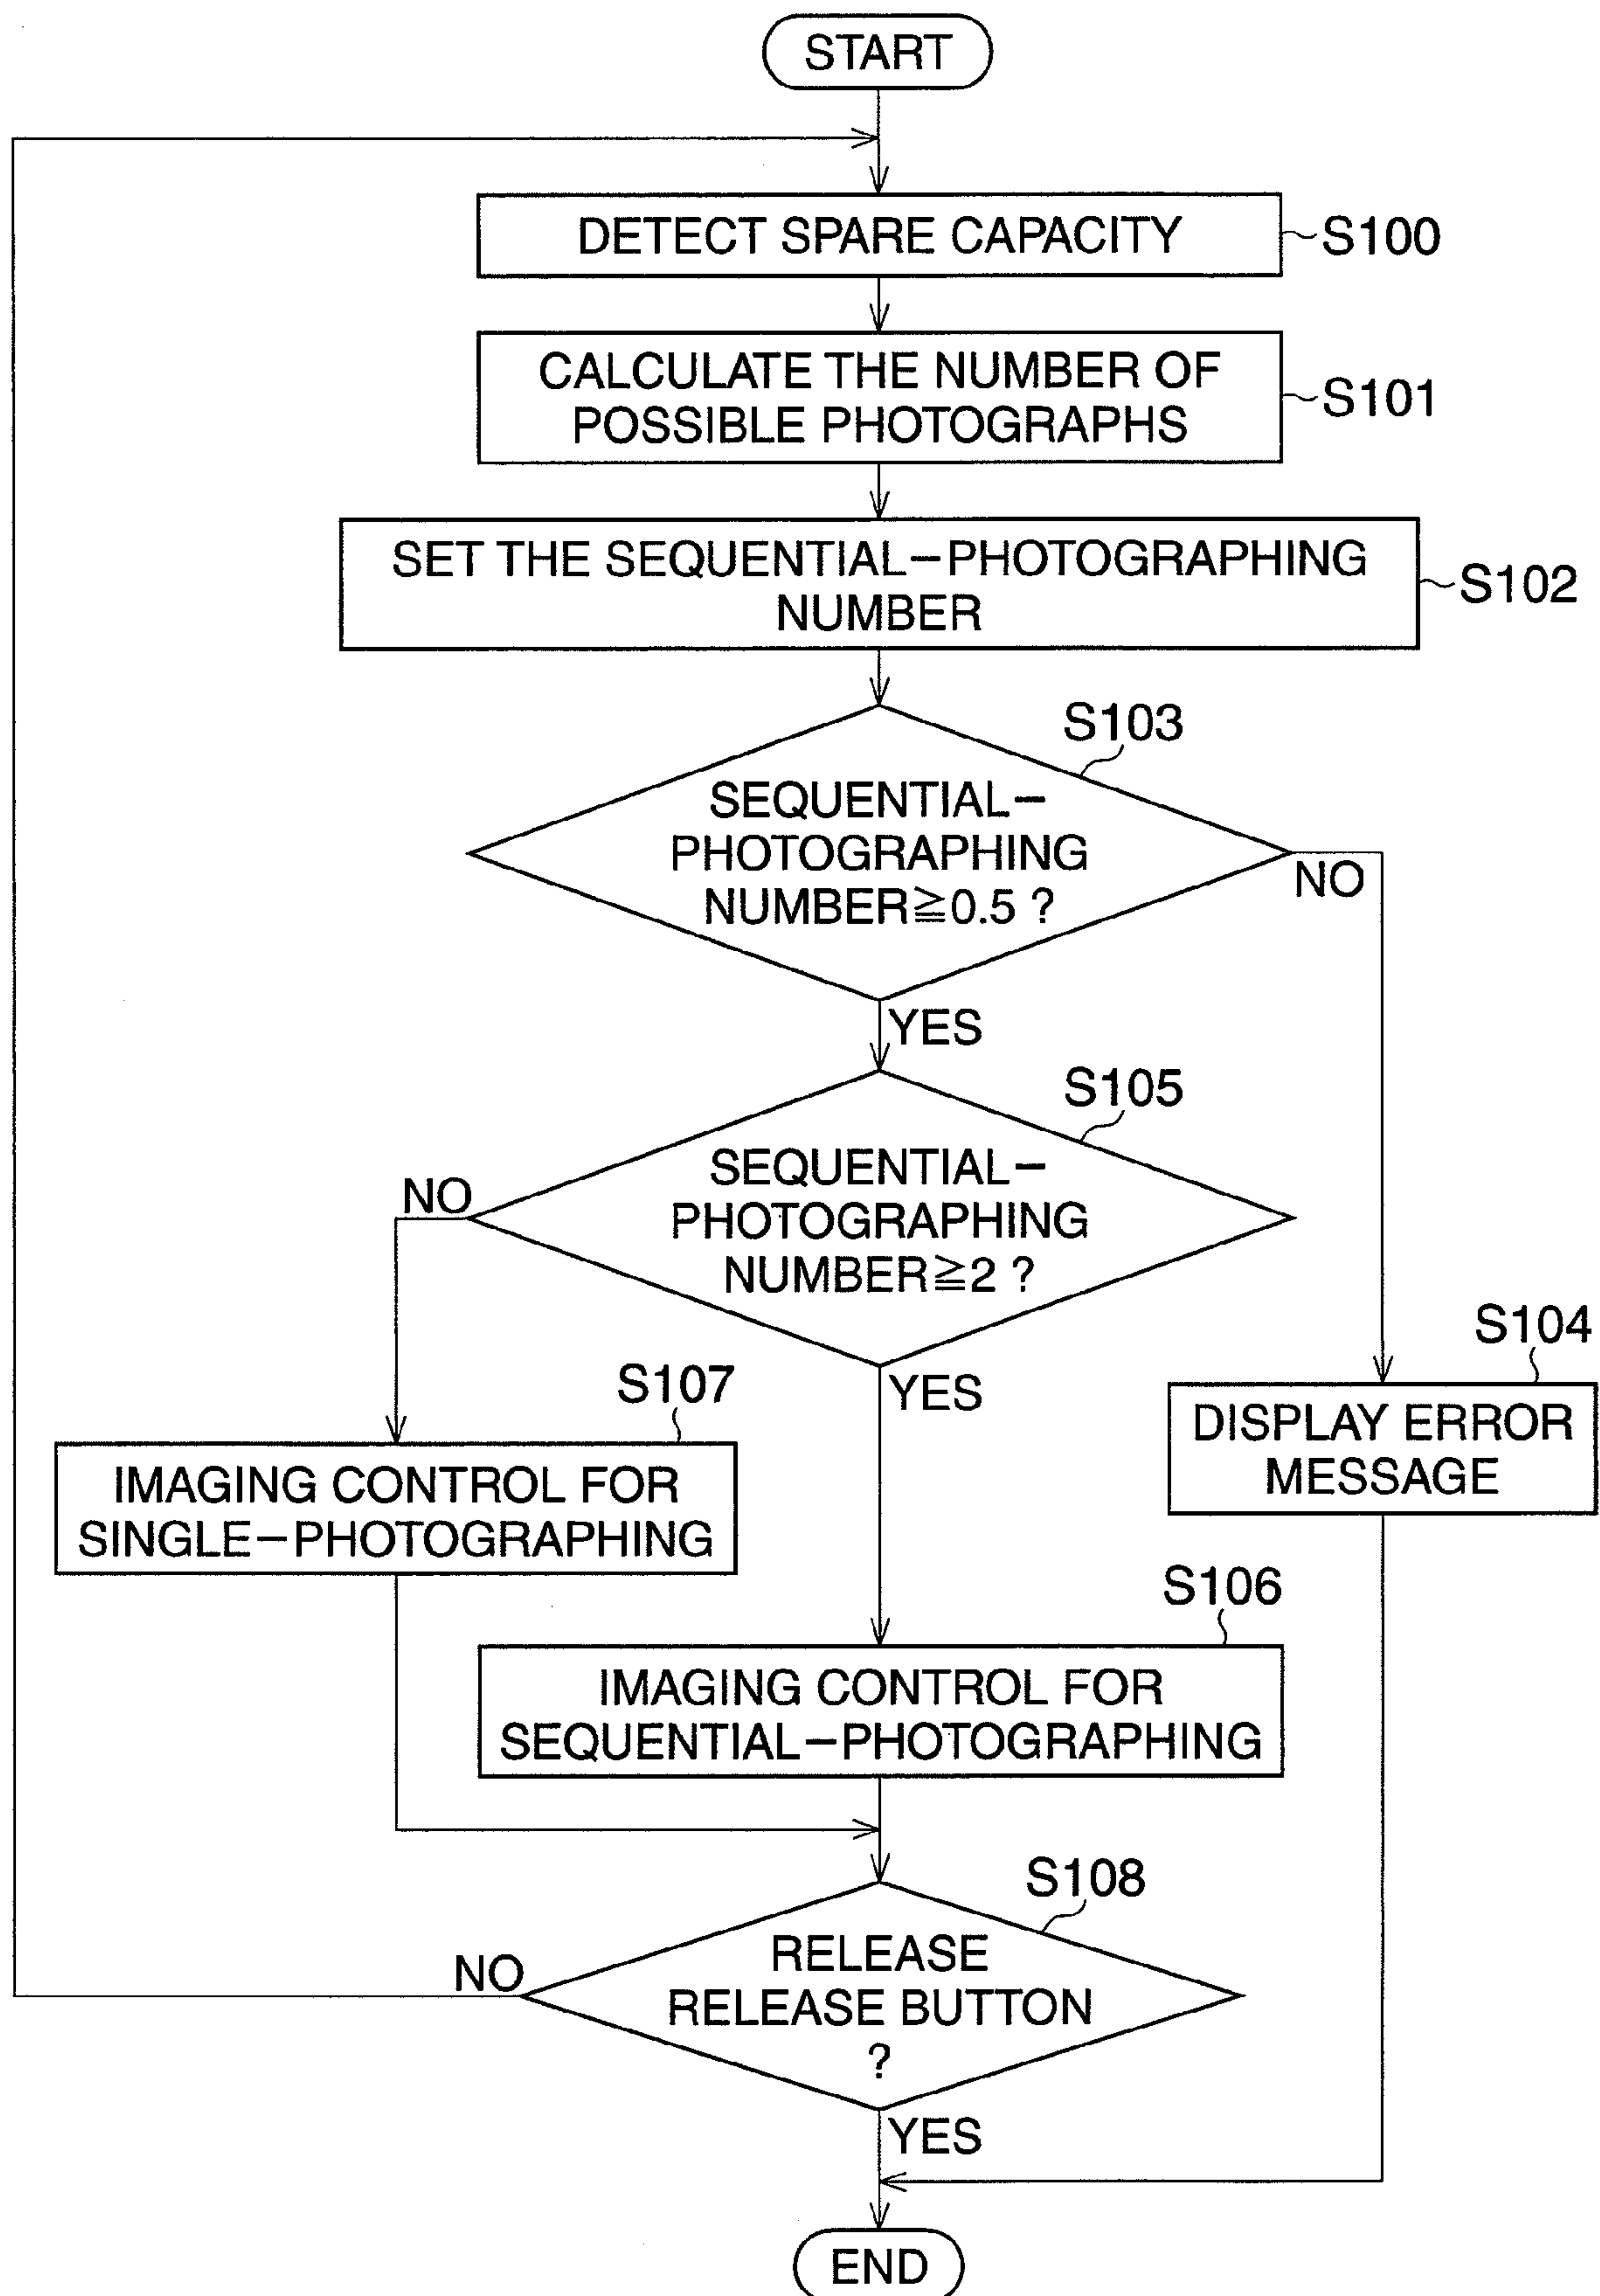 START
DETECT SPARE CAPACITY
S100
CALCULATE THE NUMBER OF
POSSIBLE PHOTOGRAPHS
S101
SET THE SEQUENTIAL-PHOTOGRAPHING
NUMBER
S102
S103
SEQUENTIAL-
PHOTOGRAPHING
NUMBER≧0.5 ?
NO
YES
S105
SEQUENTIAL-
PHOTOGRAPHING
NUMBER≧2 ?
NO
YES
S104
DISPLAY ERROR
MESSAGE
S107
IMAGING CONTROL FOR
SINGLE-PHOTOGRAPHING
S106
IMAGING CONTROL FOR
SEQUENTIAL-PHOTOGRAPHING
S108
RELEASE
RELEASE BUTTON
?
NO
YES
END